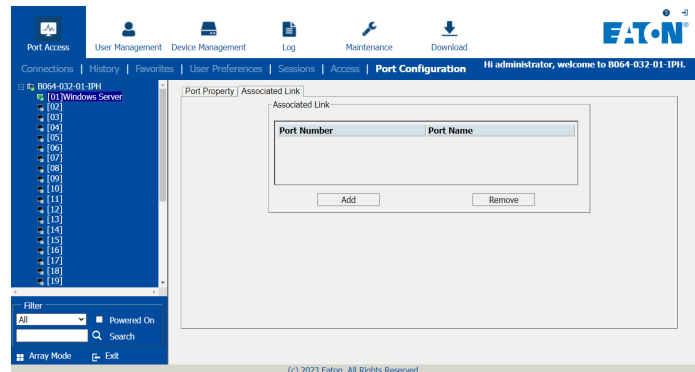 Port Access
User Management
Device Management
Log
Maintenance
Download
EATON®
Connections | History | Favorites | User Preferences | Sessions | Access | Port Configuration
Hi administrator, welcome to B064-032-01-IPH.
B064-032-01-IPH
[01]Windows Server
[02]
[03]
[04]
[05]
[06]
[07]
[08]
[09]
[10]
[11]
[12]
[13]
[14]
[15]
[16]
[17]
[18]
[19]
Port Property
Associated Link
Associated Link
Port Number
Port Name
Add
Remove
Filter
All
Powered On
Search
Array Mode
Exit
(c) 2023 Eaton. All Rights Reserved.